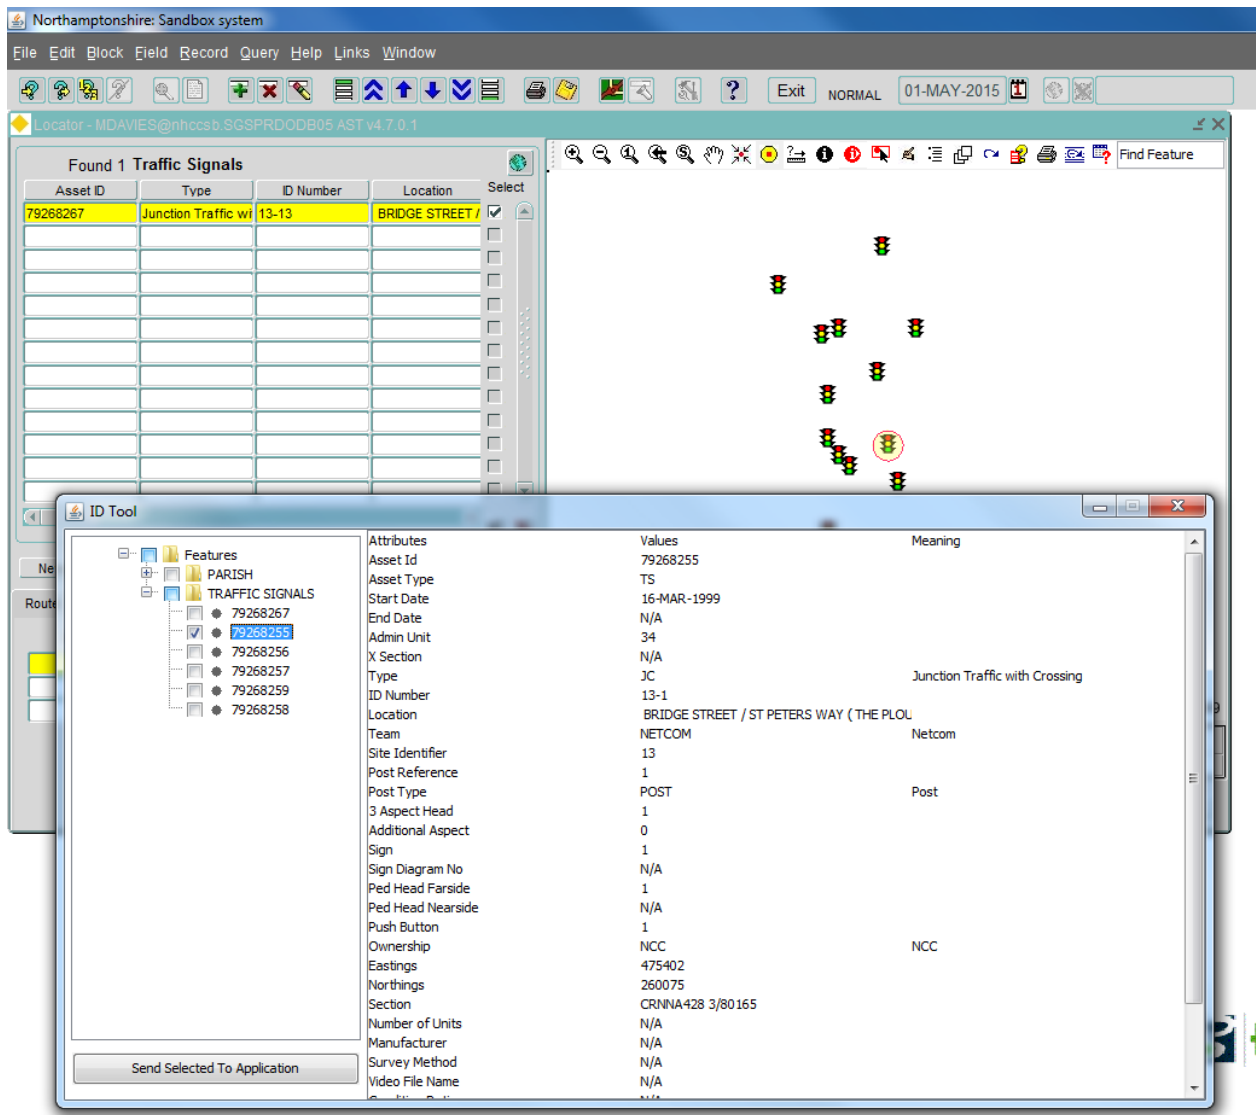 Northamptonshire: Sandbox system
File Edit Block Field Record Query Help Links Window
Exit NORMAL 01-MAY-2015
Locator - MDAVIES@nhccsb.SGSPRDODB05 AST v4.7.0.1
Found 1 Traffic Signals
Find Feature
Asset ID Type ID Number Location Select
79268267 Junction Traffic wi 13-13 BRIDGE STREET /
ID Tool
Ne
Route
Features
PARISH
TRAFFIC SIGNALS
79268267
79268255
79268256
79268257
79268259
79268258
Send Selected To Application
Attributes Values Meaning
Asset Id 79268255
Asset Type TS
Start Date 16-MAR-1999
End Date N/A
Admin Unit 34
X Section N/A
Type JC Junction Traffic with Crossing
ID Number 13-1
Location BRIDGE STREET / ST PETERS WAY ( THE PLOU
Team NETCOM Netcom
Site Identifier 13
Post Reference 1
Post Type POST Post
3 Aspect Head 1
Additional Aspect 0
Sign 1
Sign Diagram No N/A
Ped Head Farside 1
Ped Head Nearside N/A
Push Button 1
Ownership NCC NCC
Eastings 475402
Northings 260075
Section CRNNA428 3/80165
Number of Units N/A
Manufacturer N/A
Survey Method N/A
Video File Name N/A